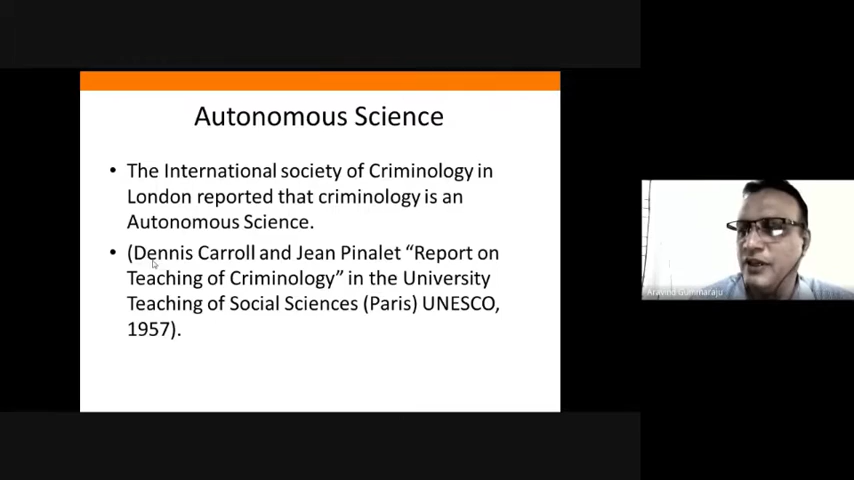 Autonomous Science
• The International society of Criminology in
London reported that criminology is an
Autonomous Science.
• (Dennis Carroll and Jean Pinalet “Report on
Teaching of Criminology” in the University
Teaching of Social Sciences (Paris) UNESCO,
1957).
Aravind Gummaraju